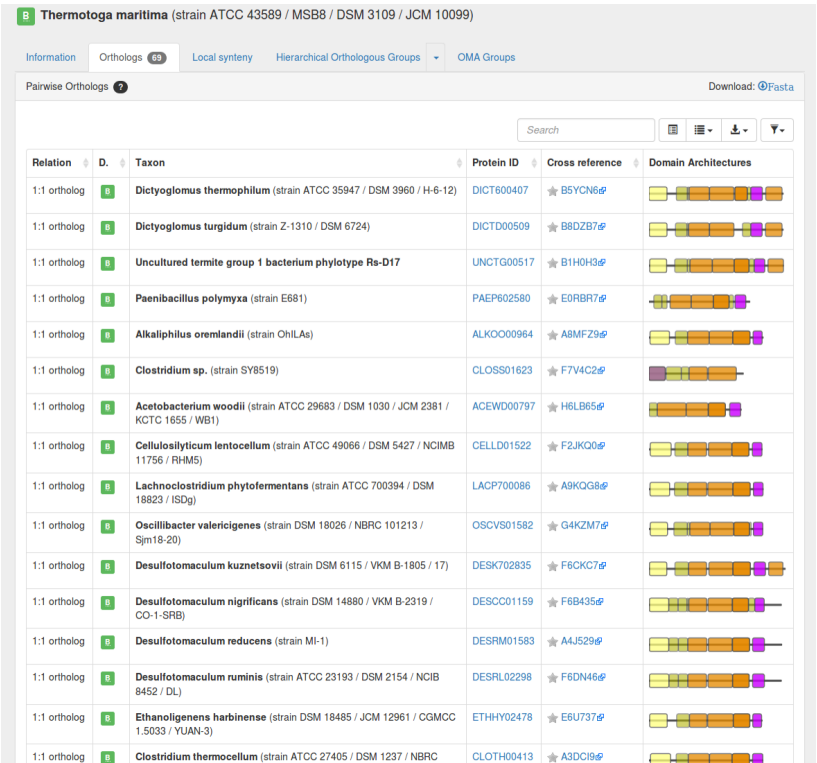 B Thermotoga maritima (strain ATCC 43589 / MSB8 / DSM 3109 / JCM 10099)
Information Orthologs 69 Local synteny Hierarchical Orthologous Groups OMA Groups
Pairwise Orthologs ? Download: Fasta
Search
Relation D. Taxon Protein ID Cross reference Domain Architectures
1:1 ortholog B Dictyoglomus thermophilum (strain ATCC 35947 / DSM 3960 / H-6-12) DICT600407 B5YCN6
1:1 ortholog B Dictyoglomus turgidum (strain Z-1310 / DSM 6724) DICTD00509 B8DZB7
1:1 ortholog B Uncultured termite group 1 bacterium phylotype Rs-D17 UNCTG00517 B1H0H3
1:1 ortholog B Paenibacillus polymyxa (strain E681) PAEP602580 E0RBR7
1:1 ortholog B Alkaliphilus oremlandii (strain OhILAs) ALKOO00964 A8MFZ9
1:1 ortholog B Clostridium sp. (strain SY8519) CLOSS01623 F7V4C2
1:1 ortholog B Acetobacterium woodii (strain ATCC 29683 / DSM 1030 / JCM 2381 / ACEWD00797 H6LB65
KCTC 1655 / WB1)
1:1 ortholog B Cellulosilyticum lentocellum (strain ATCC 49066 / DSM 5427 / NCIMB CELLD01522 F2JKQ0
11756 / RHM5)
1:1 ortholog B Lachnoclostridium phytofermentans (strain ATCC 700394 / DSM LACP700086 A9KQG8
18823 / ISDg)
1:1 ortholog B Oscillibacter valericigenes (strain DSM 18026 / NBRC 101213 / OSCVS01582 G4KZM7
Sjm18-20)
1:1 ortholog B Desulfotomaculum kuznetsovii (strain DSM 6115 / VKM B-1805 / 17) DESK702835 F6CKC7
1:1 ortholog B Desulfotomaculum nigrificans (strain DSM 14880 / VKM B-2319 / DESCC01159 F6B435
CO-1-SRB)
1:1 ortholog B Desulfotomaculum reducens (strain MI-1) DESRM01583 A4J529
1:1 ortholog B Desulfotomaculum ruminis (strain ATCC 23193 / DSM 2154 / NCIB DESRL02298 F6DN46
8452 / DL)
1:1 ortholog B Ethanoligenens harbinense (strain DSM 18485 / JCM 12961 / CGMCC ETHHY02478 E6U737
1.5033 / YUAN-3)
1:1 ortholog B Clostridium thermocellum (strain ATCC 27405 / DSM 1237 / NBRC CLOTH00413 A3DCI9